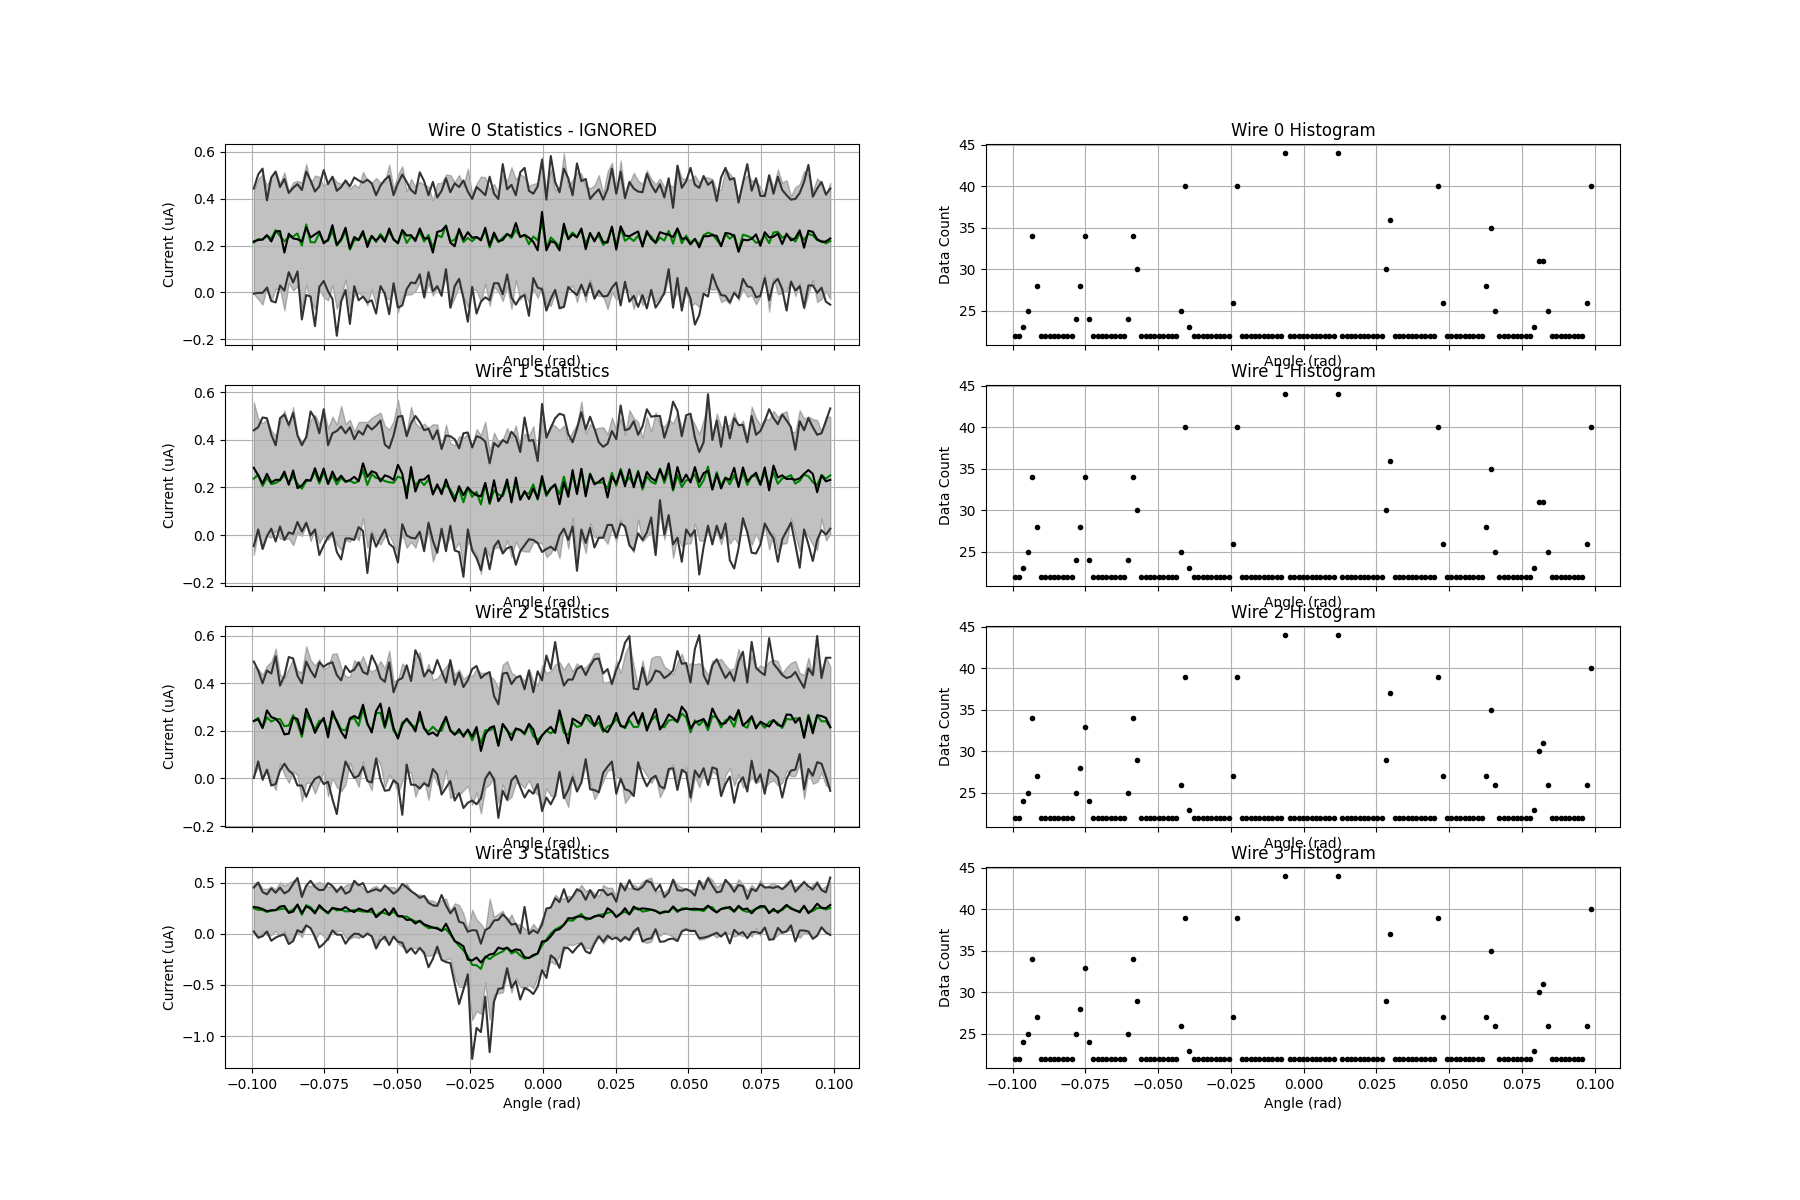 Wire 0 Statistics - IGNORED
0.6
0.4
0.2
0.0
−0.2
Current (uA)
Angle (rad)
Wire 0 Histogram
45
40
35
30
25
Data Count
Angle (rad)
Wire 1 Statistics
0.6
0.4
0.2
0.0
−0.2
Current (uA)
Angle (rad)
Wire 1 Histogram
45
40
35
30
25
Data Count
Angle (rad)
Wire 2 Statistics
0.6
0.4
0.2
0.0
−0.2
Current (uA)
Angle (rad)
Wire 2 Histogram
45
40
35
30
25
Data Count
Angle (rad)
Wire 3 Statistics
0.5
0.0
−0.5
−1.0
Current (uA)
−0.100 −0.075 −0.050 −0.025 0.000 0.025 0.050 0.075 0.100
Angle (rad)
Wire 3 Histogram
45
40
35
30
25
Data Count
−0.100 −0.075 −0.050 −0.025 0.000 0.025 0.050 0.075 0.100
Angle (rad)